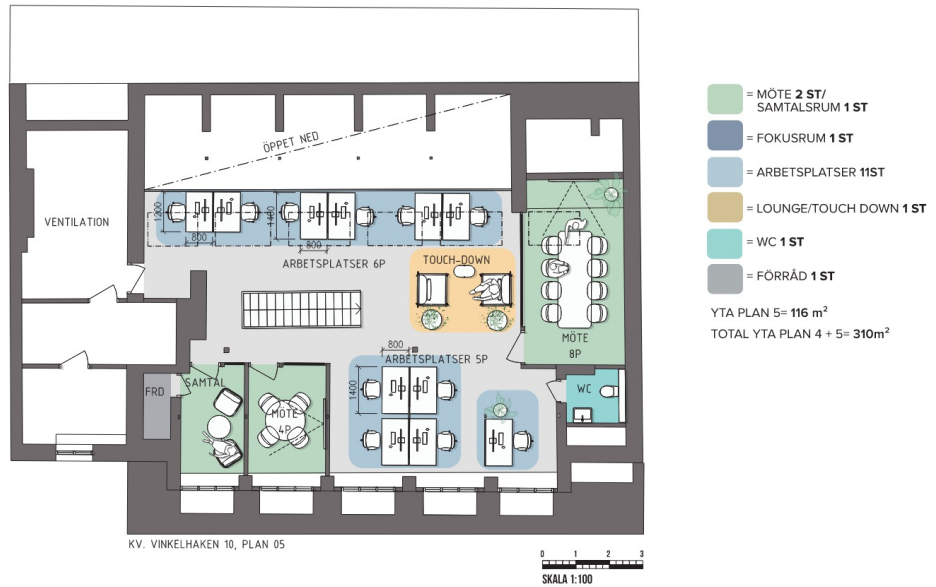 ÖPPET NED
VENTILATION
1200
800
1400
800
ARBETSPLATSER 6P
TOUCH-DOWN
MÖTE
8P
800
ARBETSPLATSER 5P
1400
FRD
SAMTAL
MÖTE
4P
WC
KV. VINKELHAKEN 10, PLAN 05
= MÖTE 2 ST/
SAMTALSRUM 1 ST
= FOKUSRUM 1 ST
= ARBETSPLATSER 11ST
= LOUNGE/TOUCH DOWN 1 ST
= WC 1 ST
= FÖRRÅD 1 ST
YTA PLAN 5= 116 m²
TOTAL YTA PLAN 4 + 5= 310m²
0 1 2 3
SKALA 1:100